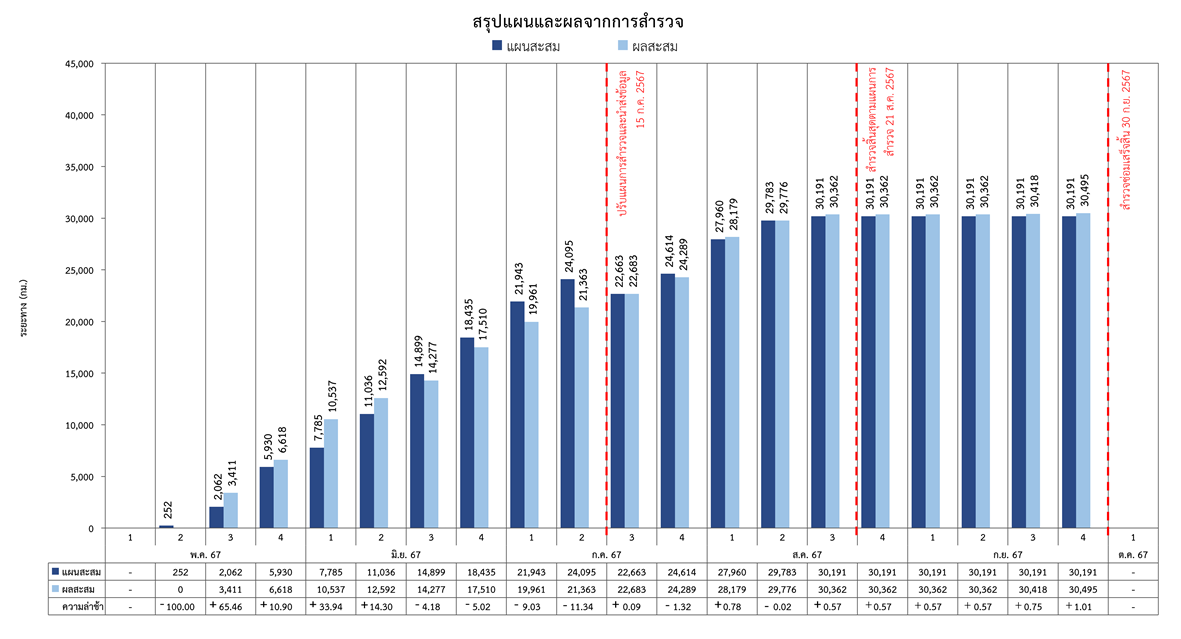 สรุปแผนและผลจากการสำรวจ
แผนสะสม ผลสะสม
ระยะทาง (กม.)
45,000
40,000
35,000
30,000
25,000
20,000
15,000
10,000
5,000
0
252
2,062 3,411
5,930 6,618
7,785 10,537
11,036 12,592
14,899 14,277
18,435 17,510
21,943 19,961
24,095 21,363
22,663 22,683
24,614 24,289
27,960 28,179
29,783 29,776
30,191 30,362
30,191 30,362
30,191 30,362
30,191 30,362
30,191 30,418
30,191 30,495
ปรับแผนการสำรวจและนำส่งข้อมูล
15 ก.ค. 2567
สำรวจสิ้นสุดตามแผนการ
สำรวจ 21 ส.ค. 2567
สำรวจซ่อมเสร็จสิ้น 30 ก.ย. 2567
1 2 3 4 1 2 3 4 1 2 3 4 1 2 3 4 1 2 3 4 1
พ.ค. 67 มิ.ย. 67 ก.ค. 67 ส.ค. 67 ก.ย. 67 ต.ค. 67
แผนสะสม - 252 2,062 5,930 7,785 11,036 14,899 18,435 21,943 24,095 22,663 24,614 27,960 29,783 30,191 30,191 30,191 30,191 30,191 30,191 -
ผลสะสม - 0 3,411 6,618 10,537 12,592 14,277 17,510 19,961 21,363 22,683 24,289 28,179 29,776 30,362 30,362 30,362 30,362 30,418 30,495 -
ความล่าช้า - -100.00 +65.46 +10.90 +33.94 +14.30 -4.18 -5.02 -9.03 -11.34 +0.09 -1.32 +0.78 -0.02 +0.57 +0.57 +0.57 +0.57 +0.75 +1.01 -